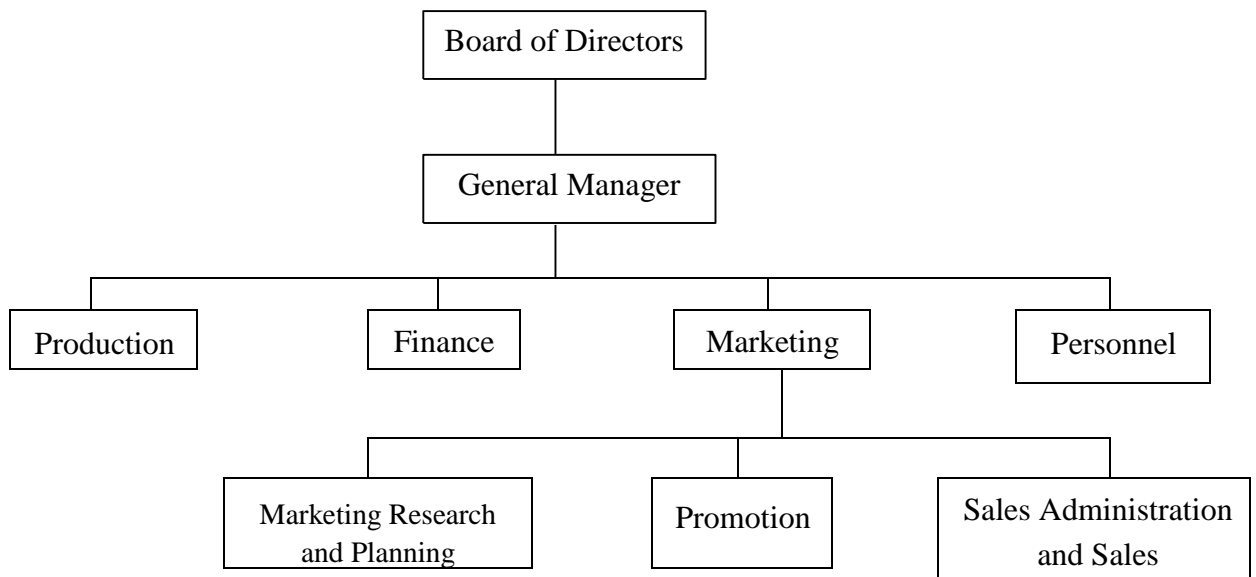 Board of Directors
General Manager
Production
Finance
Marketing
Personnel
Marketing Research
and Planning
Promotion
Sales Administration
and Sales